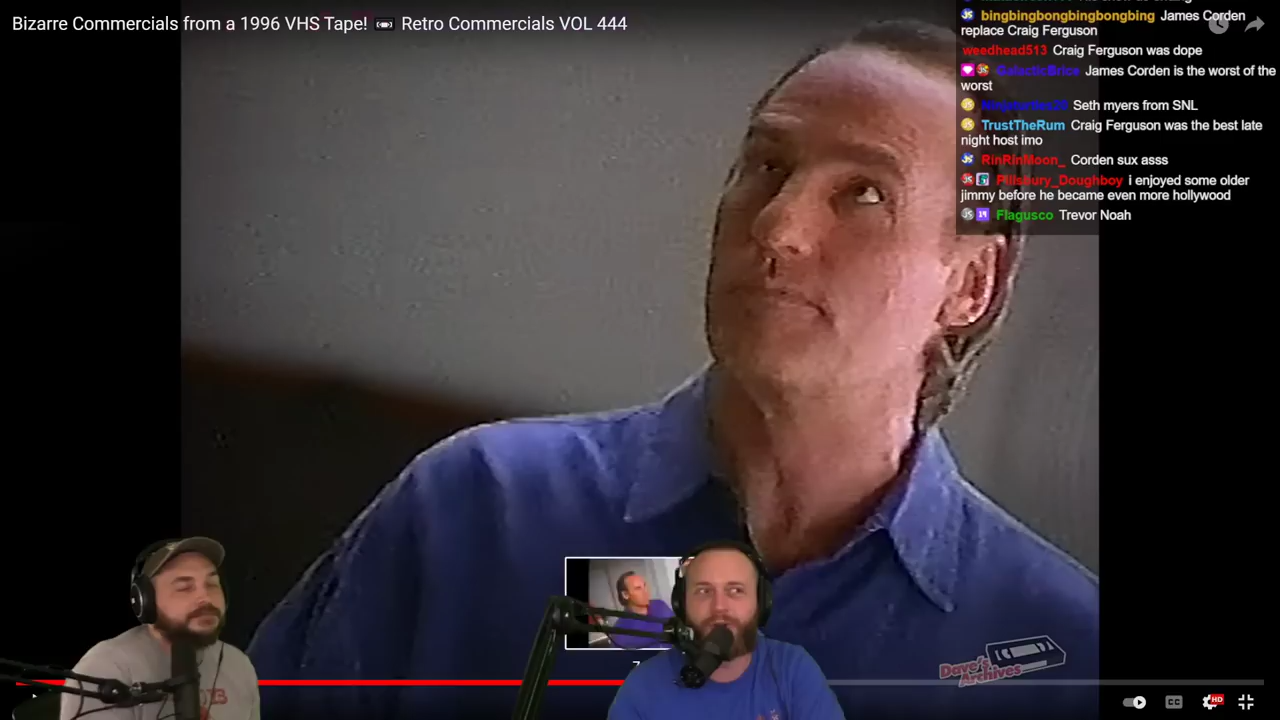 Bizarre Commercials from a 1996 VHS Tape! 📼 Retro Commercials VOL 444
bingbingbongbingbongbing James Corden
replace Craig Ferguson
weedhead513 Craig Ferguson was dope
GalacticBrice James Corden is the worst of the
worst
Seth myers from SNL
TrustTheRum Craig Ferguson was the best late
night host imo
RinRinMoon_ Corden sux asss
Pillsbury_Doughboy i enjoyed some older
jimmy before he became even more hollywood
Flagusco Trevor Noah
Dave's
Archives
CC
HD